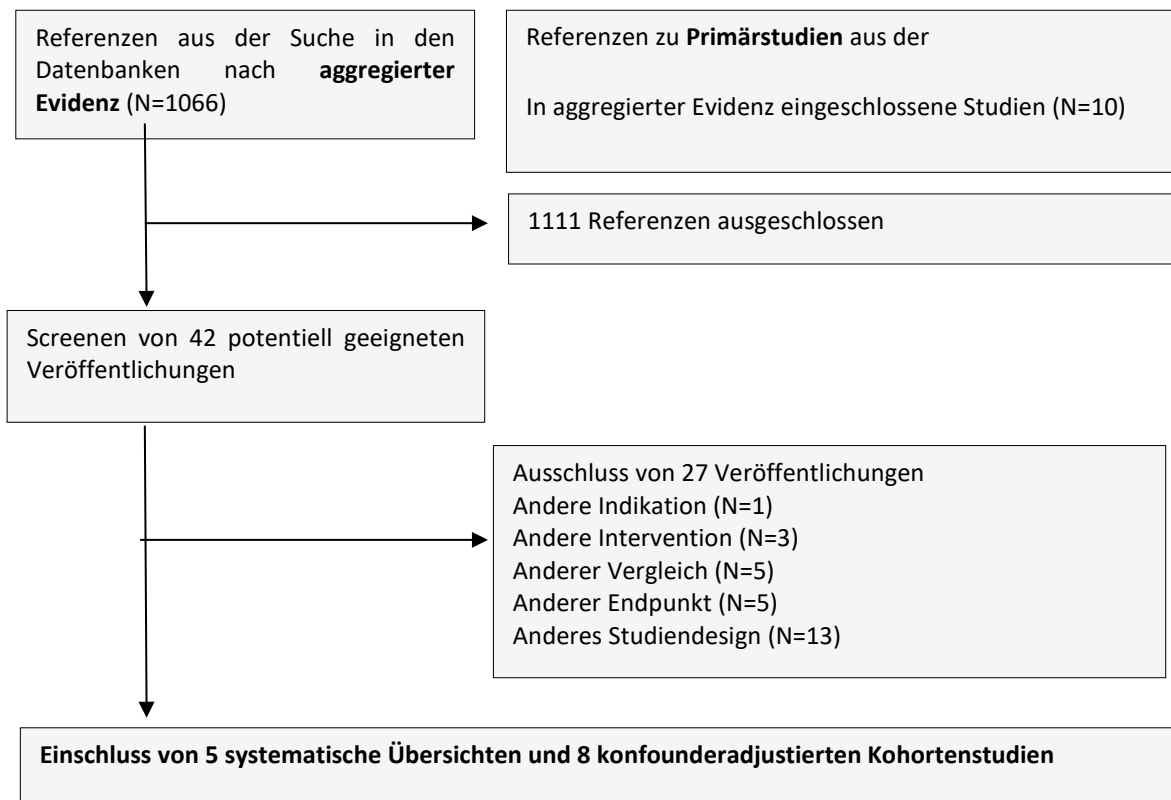 Referenzen aus der Suche in den
Datenbanken nach aggregierter
Evidenz (N=1066)
Referenzen zu Primärstudien aus der
In aggregierter Evidenz eingeschlossene Studien (N=10)
1111 Referenzen ausgeschlossen
Screenen von 42 potentiell geeigneten
Veröffentlichungen
Ausschluss von 27 Veröffentlichungen
Andere Indikation (N=1)
Andere Intervention (N=3)
Anderer Vergleich (N=5)
Anderer Endpunkt (N=5)
Anderes Studiendesign (N=13)
Einschluss von 5 systematische Übersichten und 8 konfounderadjustierten Kohortenstudien